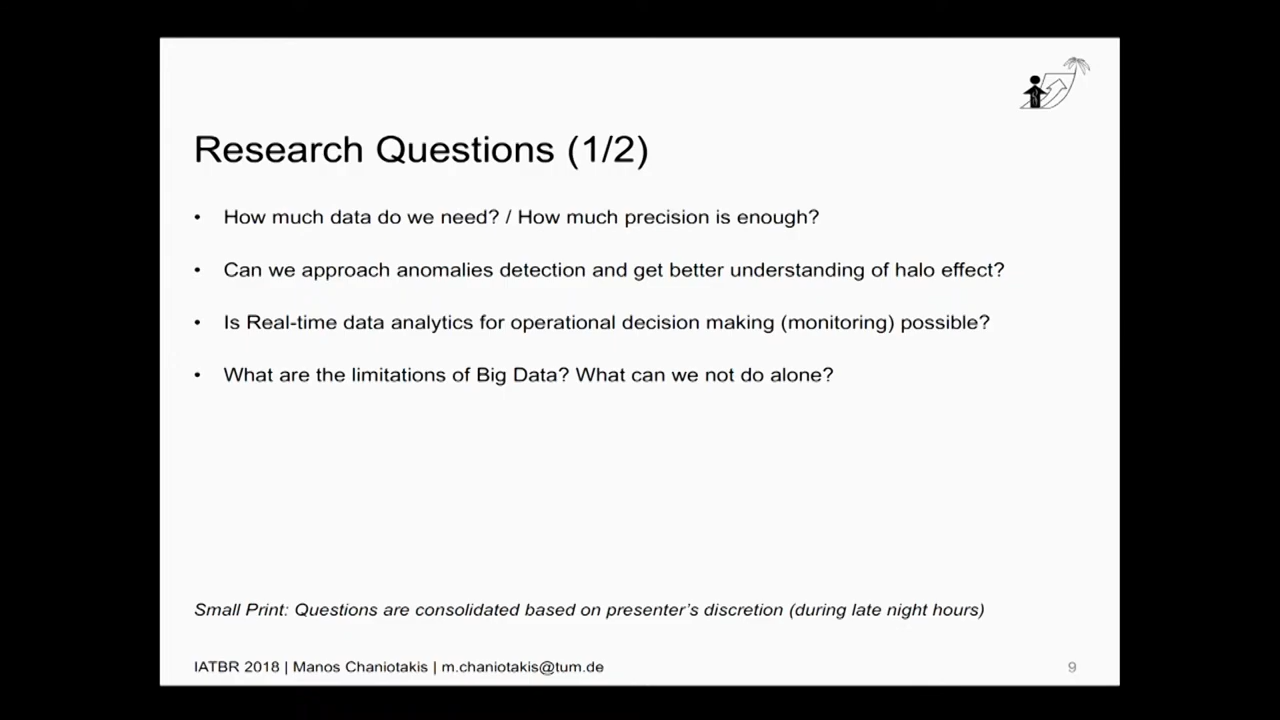 Research Questions (1/2)
• How much data do we need? / How much precision is enough?
• Can we approach anomalies detection and get better understanding of halo effect?
• Is Real-time data analytics for operational decision making (monitoring) possible?
• What are the limitations of Big Data? What can we not do alone?
Small Print: Questions are consolidated based on presenter’s discretion (during late night hours)
IATBR 2018 | Manos Chaniotakis | m.chaniotakis@tum.de
9